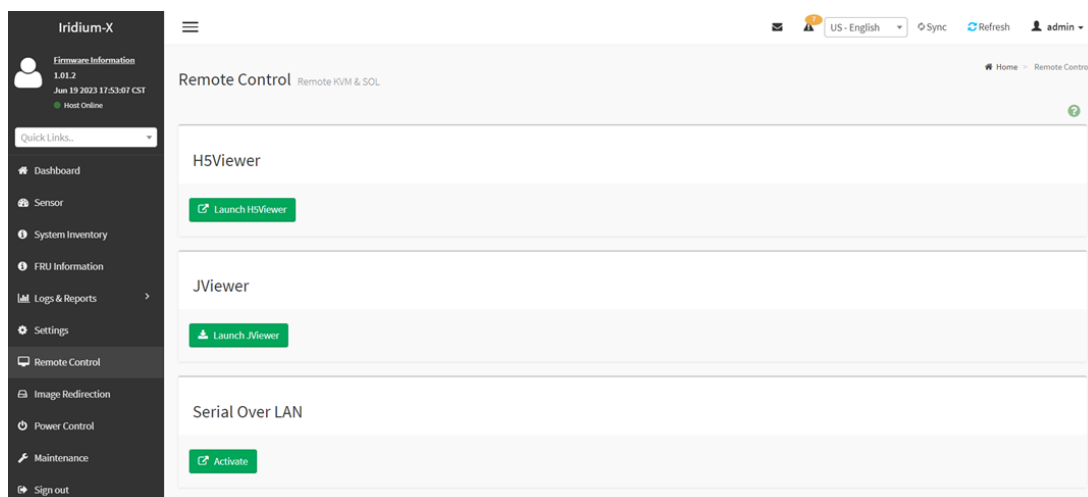 Iridium-X
7
US - English
Sync
Refresh
admin
Firmware Information
1.01.2
Jun 19 2023 17:53:07 CST
Host Online
Quick Links..
Dashboard
Sensor
System Inventory
FRU Information
Logs & Reports
Settings
Remote Control
Image Redirection
Power Control
Maintenance
Sign out
Remote Control Remote KVM & SOL
Home > Remote Contro
H5Viewer
Launch H5Viewer
JViewer
Launch JViewer
Serial Over LAN
Activate